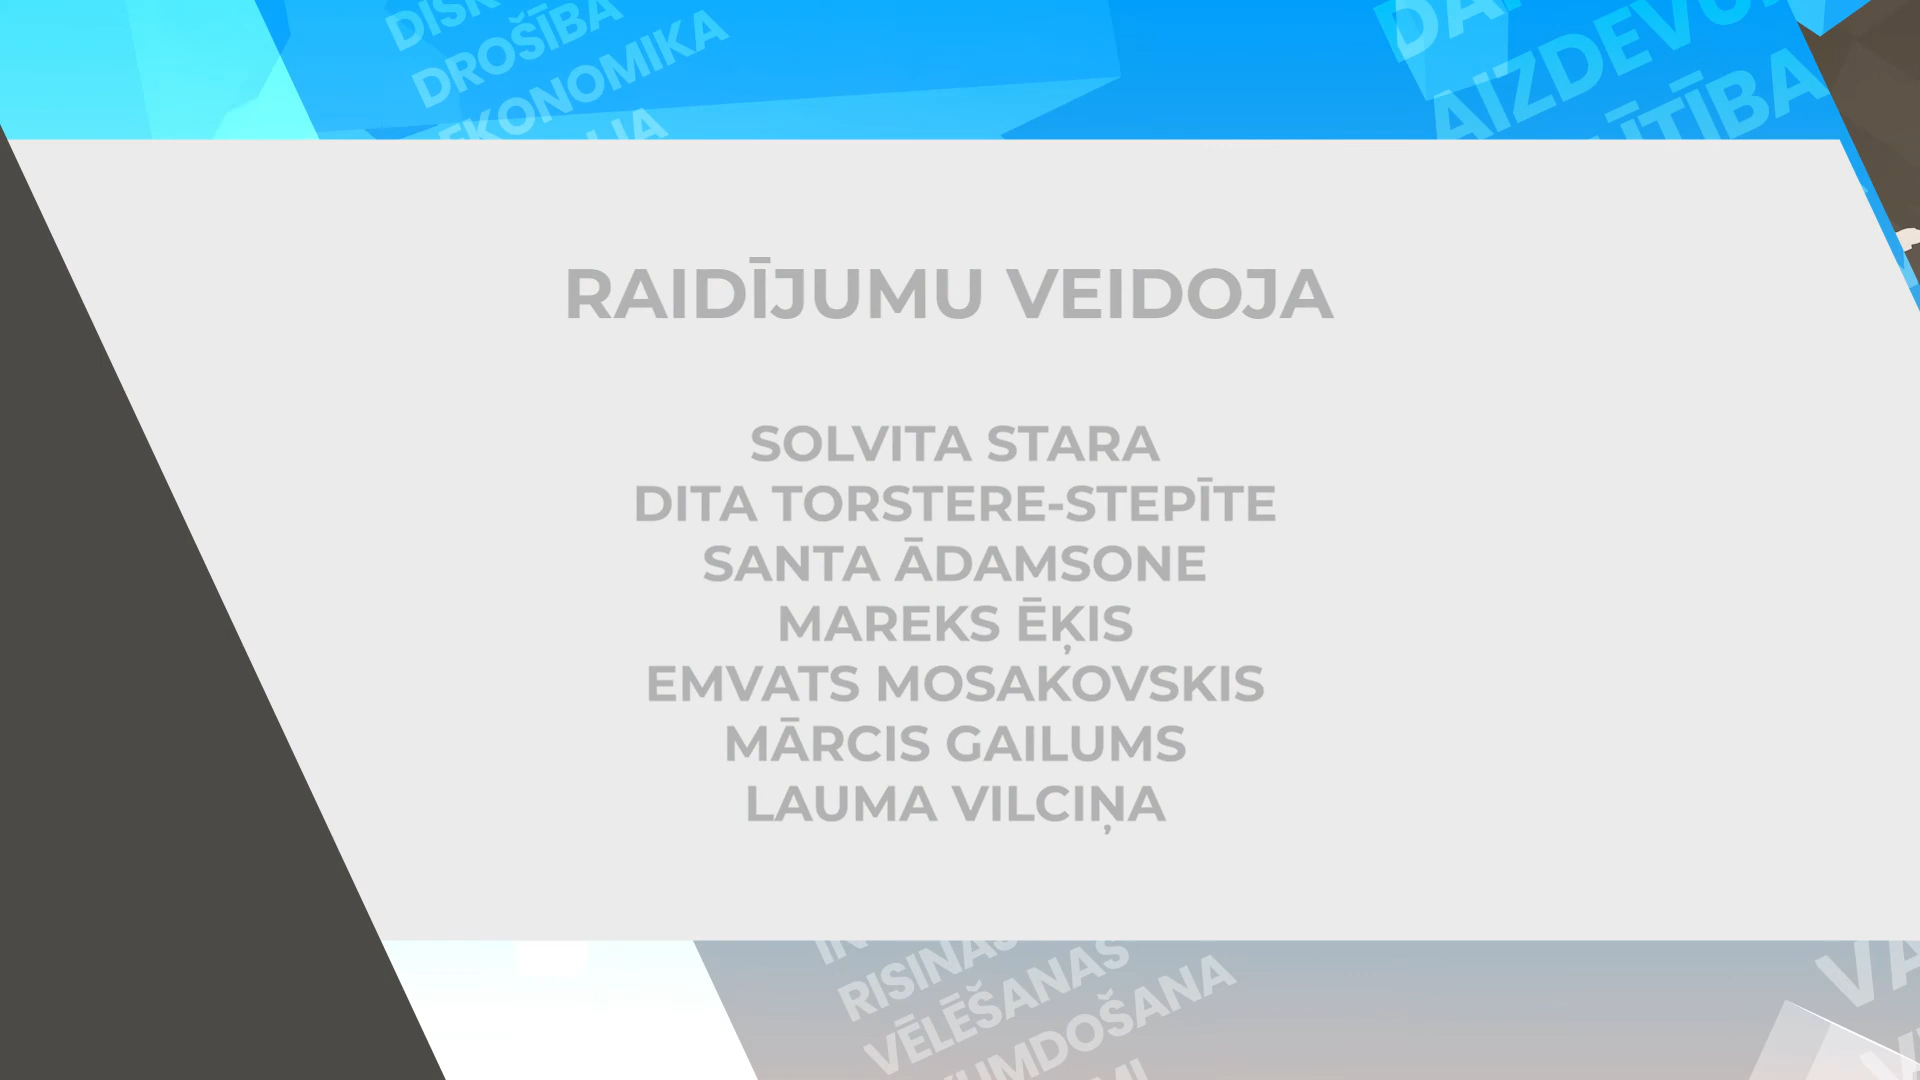 DROŠĪBA
EKONOMIKA
AIZDEVU
RAIDĪJUMU VEIDOJA
SOLVITA STARA
DITA TORSTERE-STEPĪTE
SANTA ĀDAMSONE
MAREKS ĒĶIS
EMVATS MOSAKOVSKIS
MĀRCIS GAILUMS
LAUMA VILCIŅA
VĒLĒŠANAS